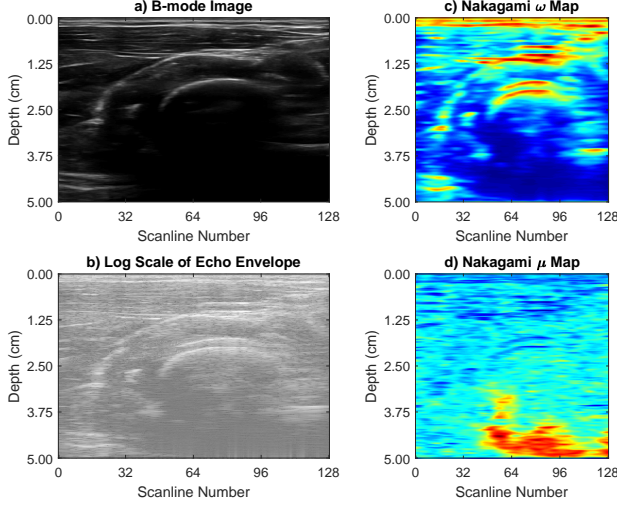 a) B-mode Image
0.00
1.25
2.50
3.75
5.00
Depth (cm)
0 32 64 96 128
Scanline Number
c) Nakagami ω Map
0.00
1.25
2.50
3.75
5.00
Depth (cm)
0 32 64 96 128
Scanline Number
b) Log Scale of Echo Envelope
0.00
1.25
2.50
3.75
5.00
Depth (cm)
0 32 64 96 128
Scanline Number
d) Nakagami μ Map
0.00
1.25
2.50
3.75
5.00
Depth (cm)
0 32 64 96 128
Scanline Number